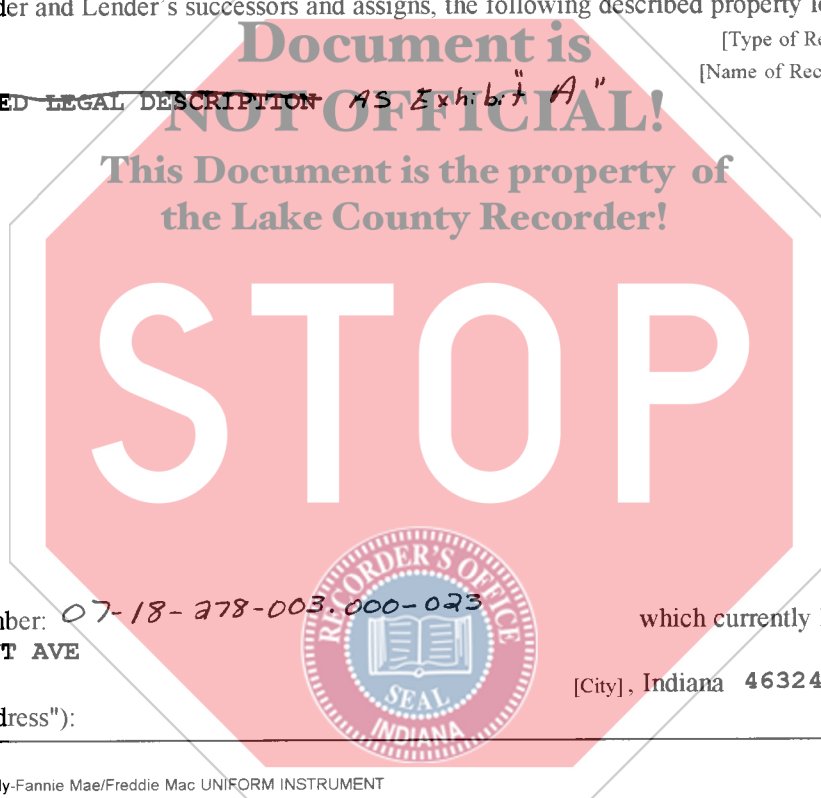 der and Lender's successors and assigns, the following described property
Document is
[Type of Re
[Name of Rec
ED LEGAL DESCRIPTION AS Exhibit "A"
NOT OFFICIAL!
This Document is the property of
the Lake County Recorder!
STOP
RECORDER'S OFFICE
SEAL
INDIANA
nber: 07-18-278-003.000-023
which currently
T AVE
[City], Indiana 46324
dress"):
ly-Fannie Mae/Freddie Mac UNIFORM INSTRUMENT